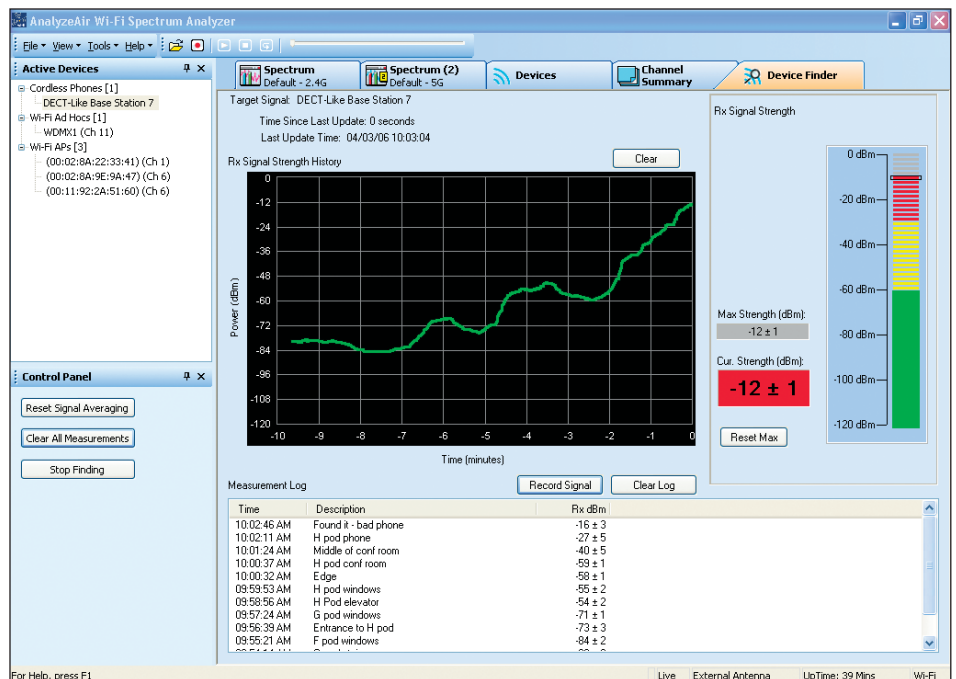 AnalyzeAir Wi-Fi Spectrum Analyzer
File View Tools Help
Active Devices
Cordless Phones [1]
DECT-Like Base Station 7
Wi-Fi Ad Hocs [1]
WDMX1 (Ch 11)
Wi-Fi APs [3]
(00:02:8A:22:33:41) (Ch 1)
(00:02:8A:9E:9A:47) (Ch 6)
(00:11:92:2A:51:60) (Ch 6)
Control Panel
Reset Signal Averaging
Clear All Measurements
Stop Finding
Spectrum
Default - 2.4G
Spectrum (2)
Default - 5G
Devices
Channel
Summary
Device Finder
Target Signal: DECT-Like Base Station 7
Time Since Last Update: 0 seconds
Last Update Time: 04/03/06 10:03:04
Rx Signal Strength History
Clear
Power (dBm)
0
-12
-24
-36
-48
-60
-72
-84
-96
-108
-120
-10 -9 -8 -7 -6 -5 -4 -3 -2 -1 0
Time (minutes)
Rx Signal Strength
0 dBm
-20 dBm
-40 dBm
-60 dBm
-80 dBm
-100 dBm
-120 dBm
Max Strength (dBm):
-12 ± 1
Cur. Strength (dBm):
-12 ± 1
Reset Max
Measurement Log
Record Signal
Clear Log
Time Description Rx dBm
10:02:46 AM Found it - bad phone -16 ± 3
10:02:11 AM H pod phone -27 ± 5
10:01:24 AM Middle of conf room -40 ± 5
10:00:37 AM H pod conf room -59 ± 1
10:00:32 AM Edge -58 ± 1
09:59:53 AM H pod windows -55 ± 2
09:58:56 AM H Pod elevator -54 ± 2
09:57:24 AM G pod windows -71 ± 1
09:56:39 AM Entrance to H pod -73 ± 3
09:55:21 AM F pod windows -84 ± 2
For Help, press F1
Live External Antenna UpTime: 39 Mins Wi-Fi